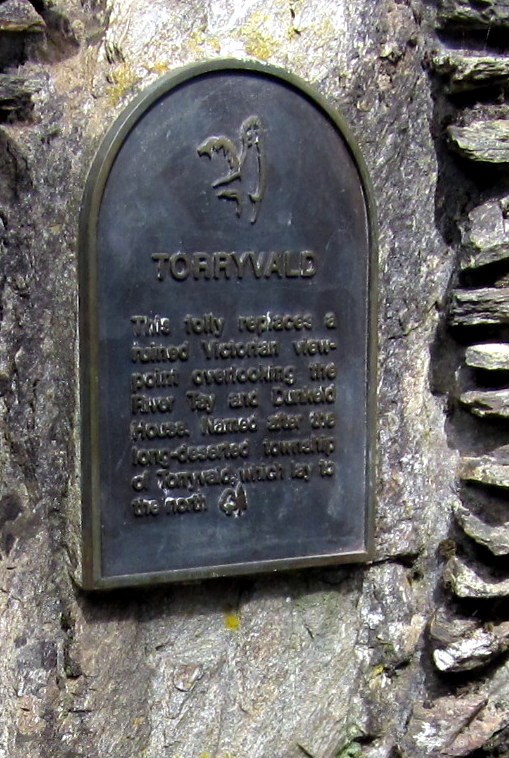 TORRYVALD
This folly replaces a
ruined Victorian view-
point overlooking the
River Tay and Dunkeld
House. Named after the
long-deserted township
of Torryvald, which lay to
the north